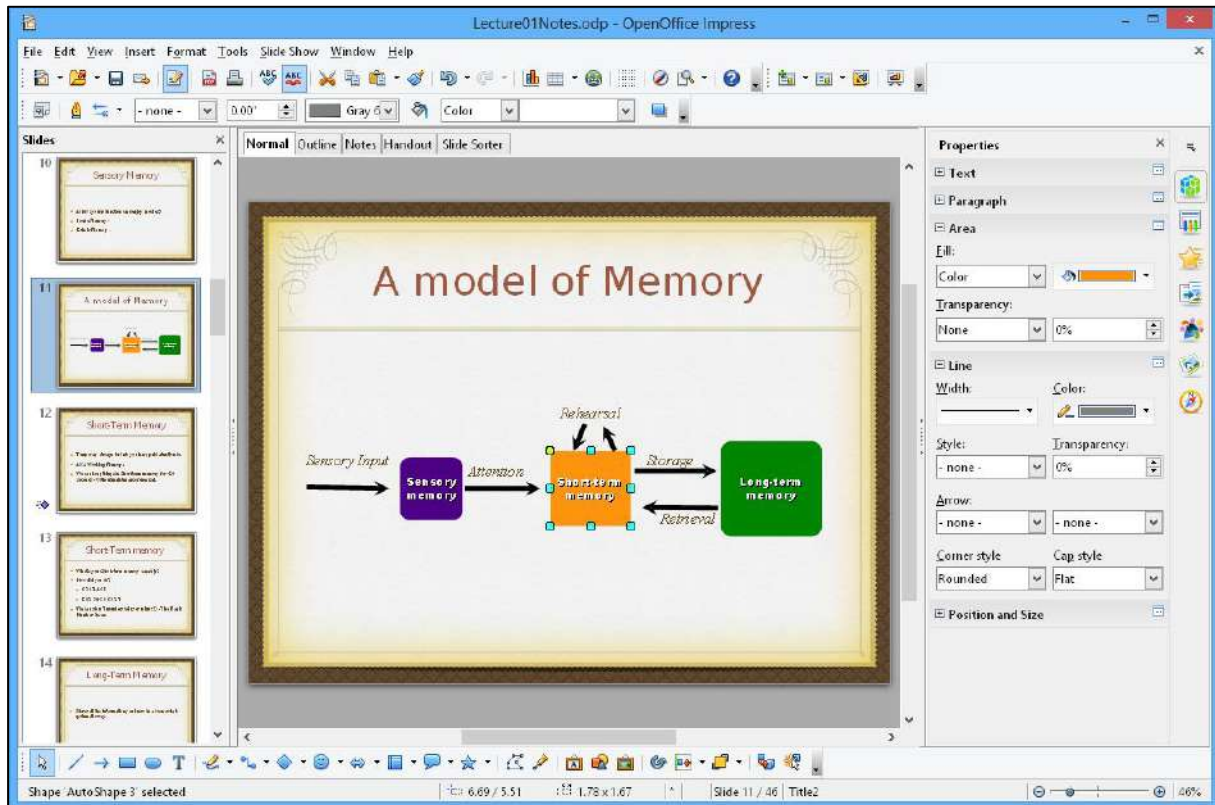 Lecture01Notes.odp - OpenOffice Impress
File Edit View Insert Format Tools Slide Show Window Help
- none - 0.00" Gray 6 Color
Slides
Normal Outline Notes Handout Slide Sorter
10
Sensory Memory
11
A model of Memory
12
Short-Term Memory
13
Short-Term memory
14
Long-Term Memory
A model of Memory
Rehearsal
Sensory Input
Sensory
memory
Attention
Short-term
memory
Storage
Retrieval
Long-term
memory
Properties
Text
Paragraph
Area
Fill:
Color
Transparency:
None 0%
Line
Width: Color:
Style: Transparency:
- none - 0%
Arrow:
- none - - none -
Corner style Cap style
Rounded Flat
Position and Size
Shape 'AutoShape 3' selected 6.69 / 5.51 1.78 x 1.67 * Slide 11 / 46 Title2 46%